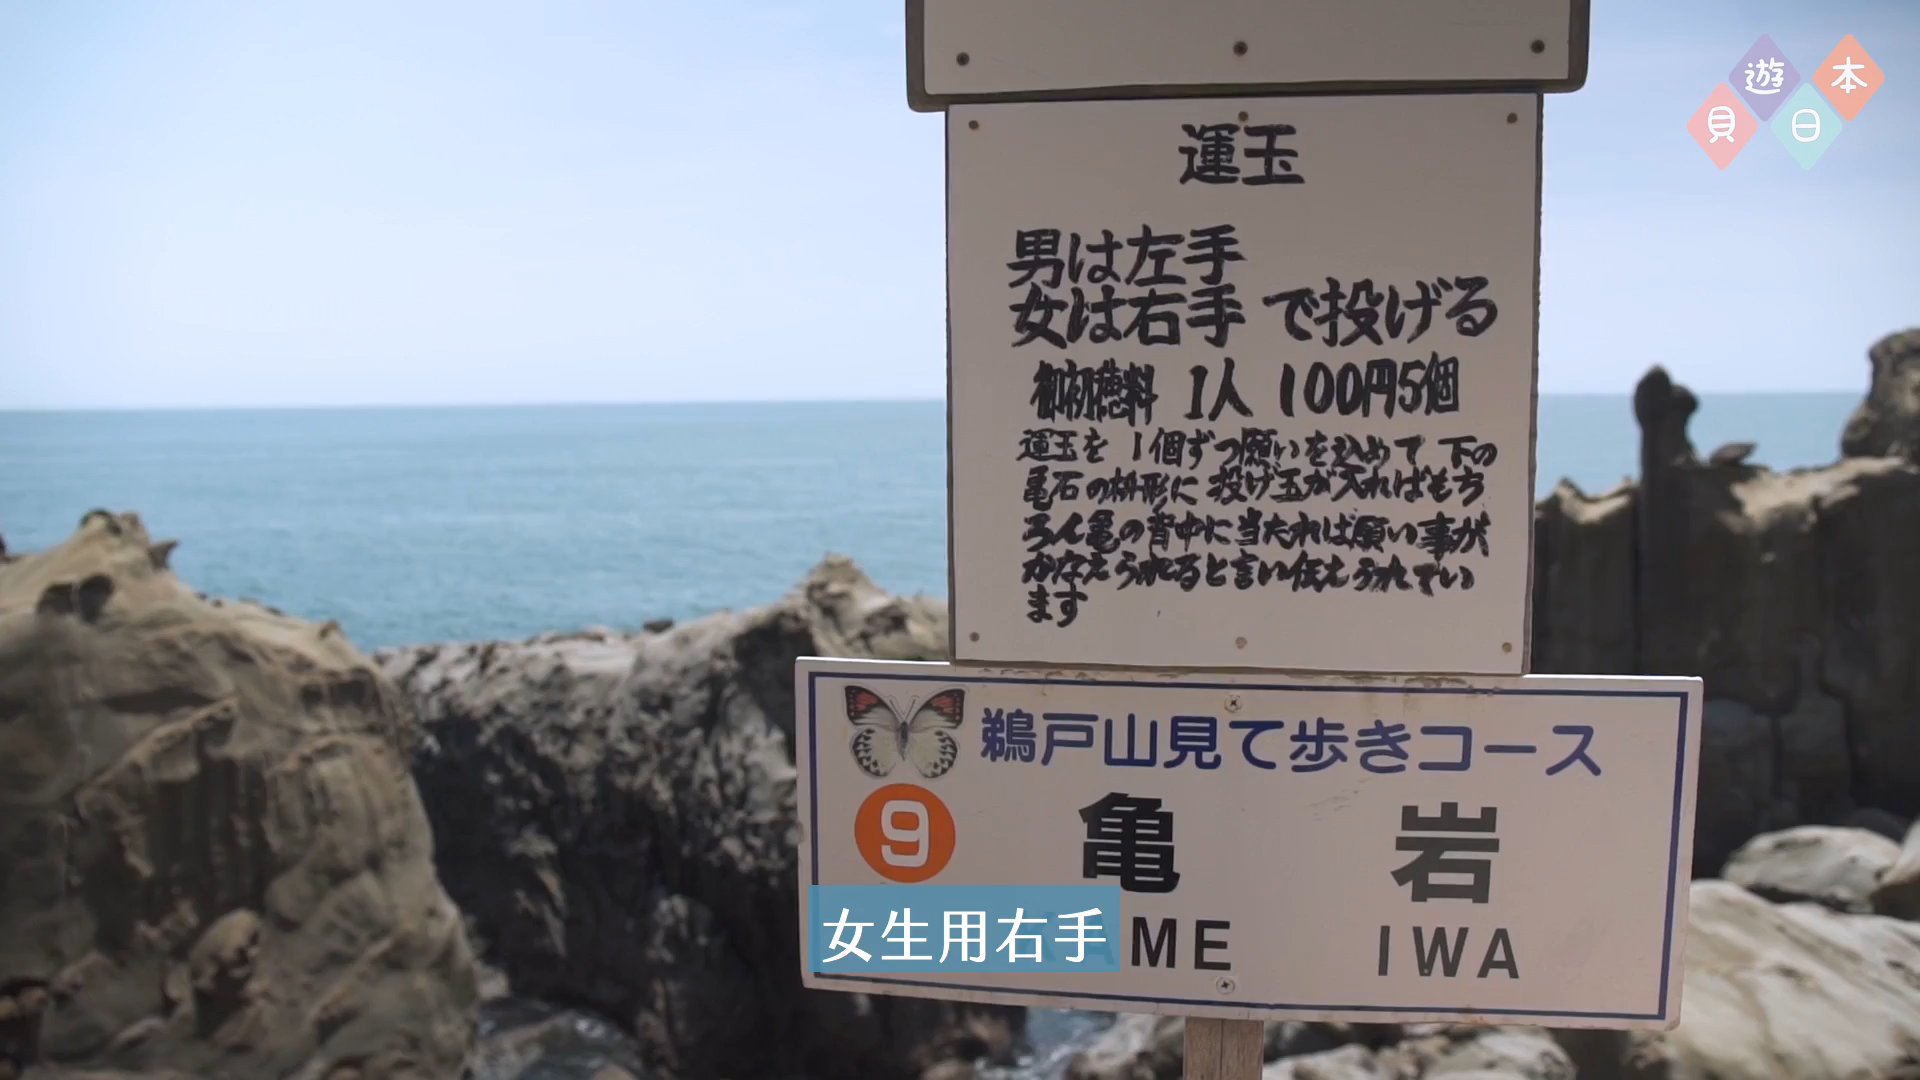 貝遊日本
運玉
男は左手
女は右手 で投げる
御初穂料 1人 100円5個
運玉を 1個ずつ願いを込めて 下の
亀石の枡形に 投げ玉が入ればもち
ろん亀の背中に当たれば願い事が
かなえられると言い伝えられてい
ます
鵜戸山見て歩きコース
9 亀 岩
ME IWA
女生用右手